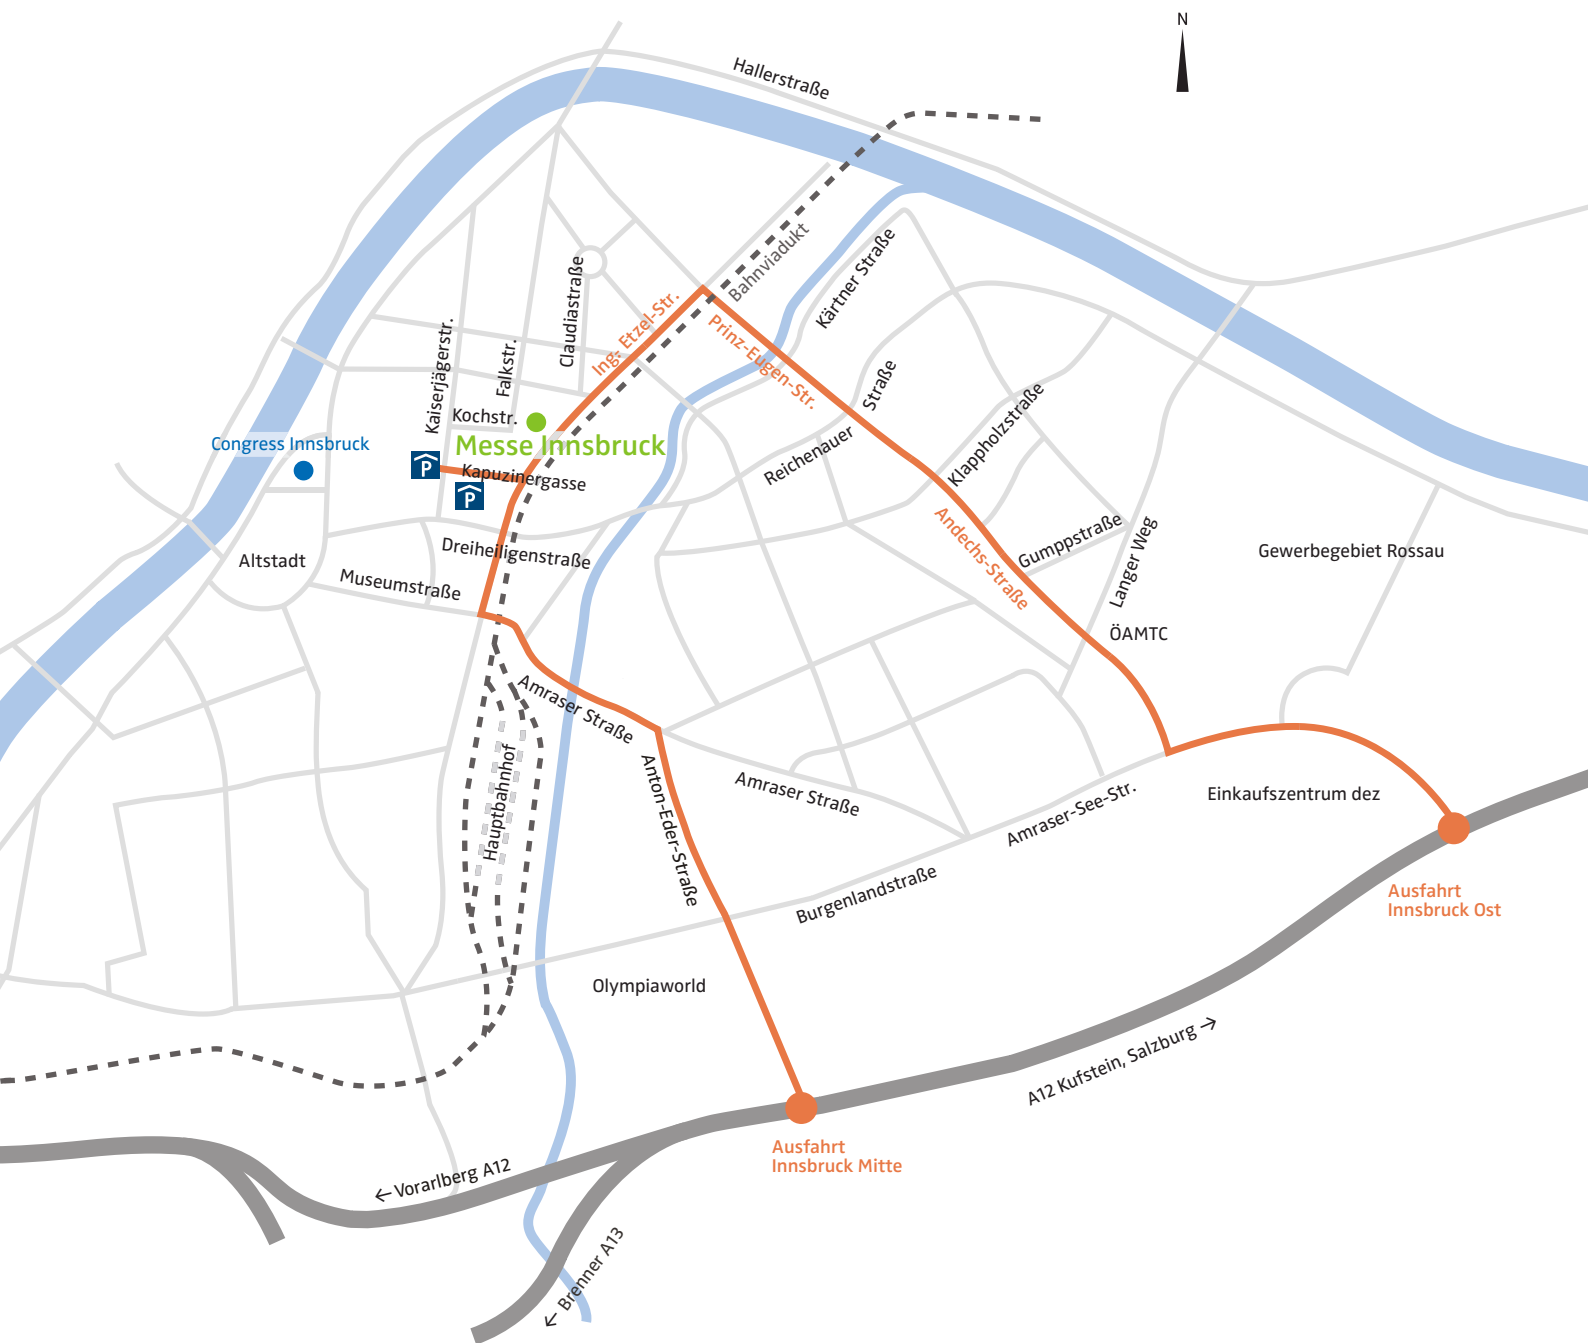 N
Hallerstraße
Bahnviadukt
Kärtner Straße
Claudiastraße
Ing. Etzel-Str.
Prinz-Eugen-Str.
Kaiserjägerstr.
Falkstr.
Straße
Reichenauer
Klappholzstraße
Kochstr.
Congress Innsbruck
Messe Innsbruck
P
Kapuzinergasse
P
Andechs-Straße
Gumppstraße
Langer Weg
Gewerbegebiet Rossau
Altstadt
Dreiheiligenstraße
Museumstraße
ÖAMTC
Amraser Straße
Hauptbahnhof
Anton-Eder-Straße
Amraser Straße
Amraser-See-Str.
Einkaufszentrum dez
Burgenlandstraße
Ausfahrt
Innsbruck Ost
Olympiaworld
A12 Kufstein, Salzburg →
Ausfahrt
Innsbruck Mitte
← Vorarlberg A12
← Brenner A13